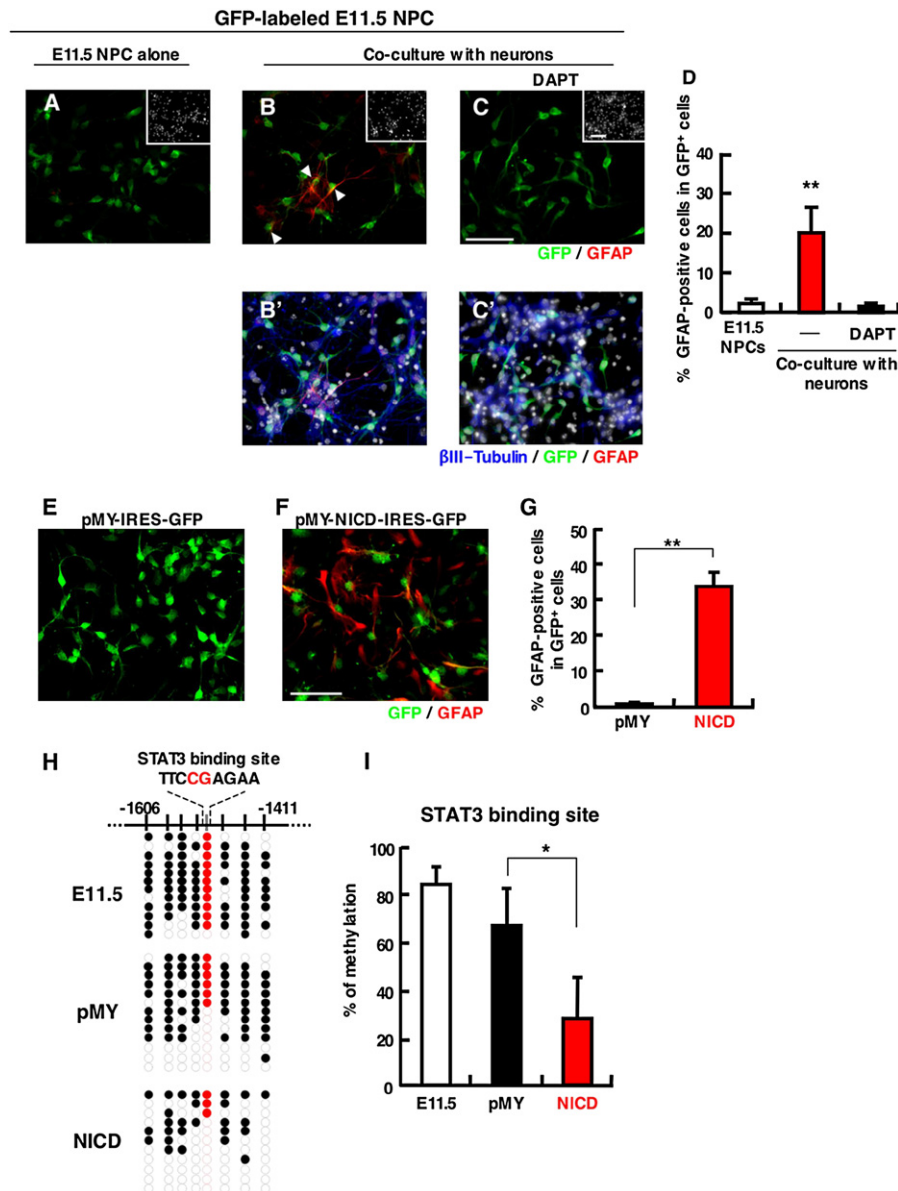 GFP-labeled E11.5 NPC
E11.5 NPC alone
Co-culture with neurons
DAPT
A
B
C
GFP / GFAP
B'
C'
βIII-Tubulin / GFP / GFAP
D
% GFAP-positive cells in GFP+ cells
40
30
20
10
0
**
E11.5
NPCs
—
DAPT
Co-culture with
neurons
E
pMY-IRES-GFP
F
pMY-NICD-IRES-GFP
GFP / GFAP
G
% GFAP-positive cells
in GFP+ cells
50
40
30
20
10
0
**
pMY
NICD
H
STAT3 binding site
TTCCGAGAA
-1606
-1411
E11.5
pMY
NICD
I
STAT3 binding site
% of methylation
100
80
60
40
20
0
*
E11.5
pMY
NICD